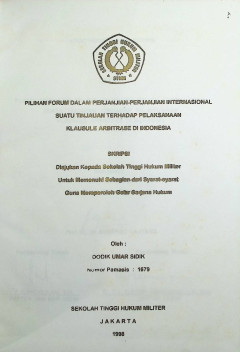 PILIHAN FORUM DALAM PERJANJIAN-PERJANJIAN INTERNASIONAL
SUATU TINJAUAN TERHADAP PELAKSANAAN
KLAUSULE ARBITRASE DI INDONESIA
SKRIPSI
Diajukan Kepada Sekolah Tinggi Hukum Militer
Untuk Memenuhi Sebagian dari Syarat-syarat
Guna Memperoleh Gelar Sarjana Hukum
Oleh :
DODIK UMAR SIDIK
Nomor Pamapis : 1879
SEKOLAH TINGGI HUKUM MILITER
JAKARTA
1998